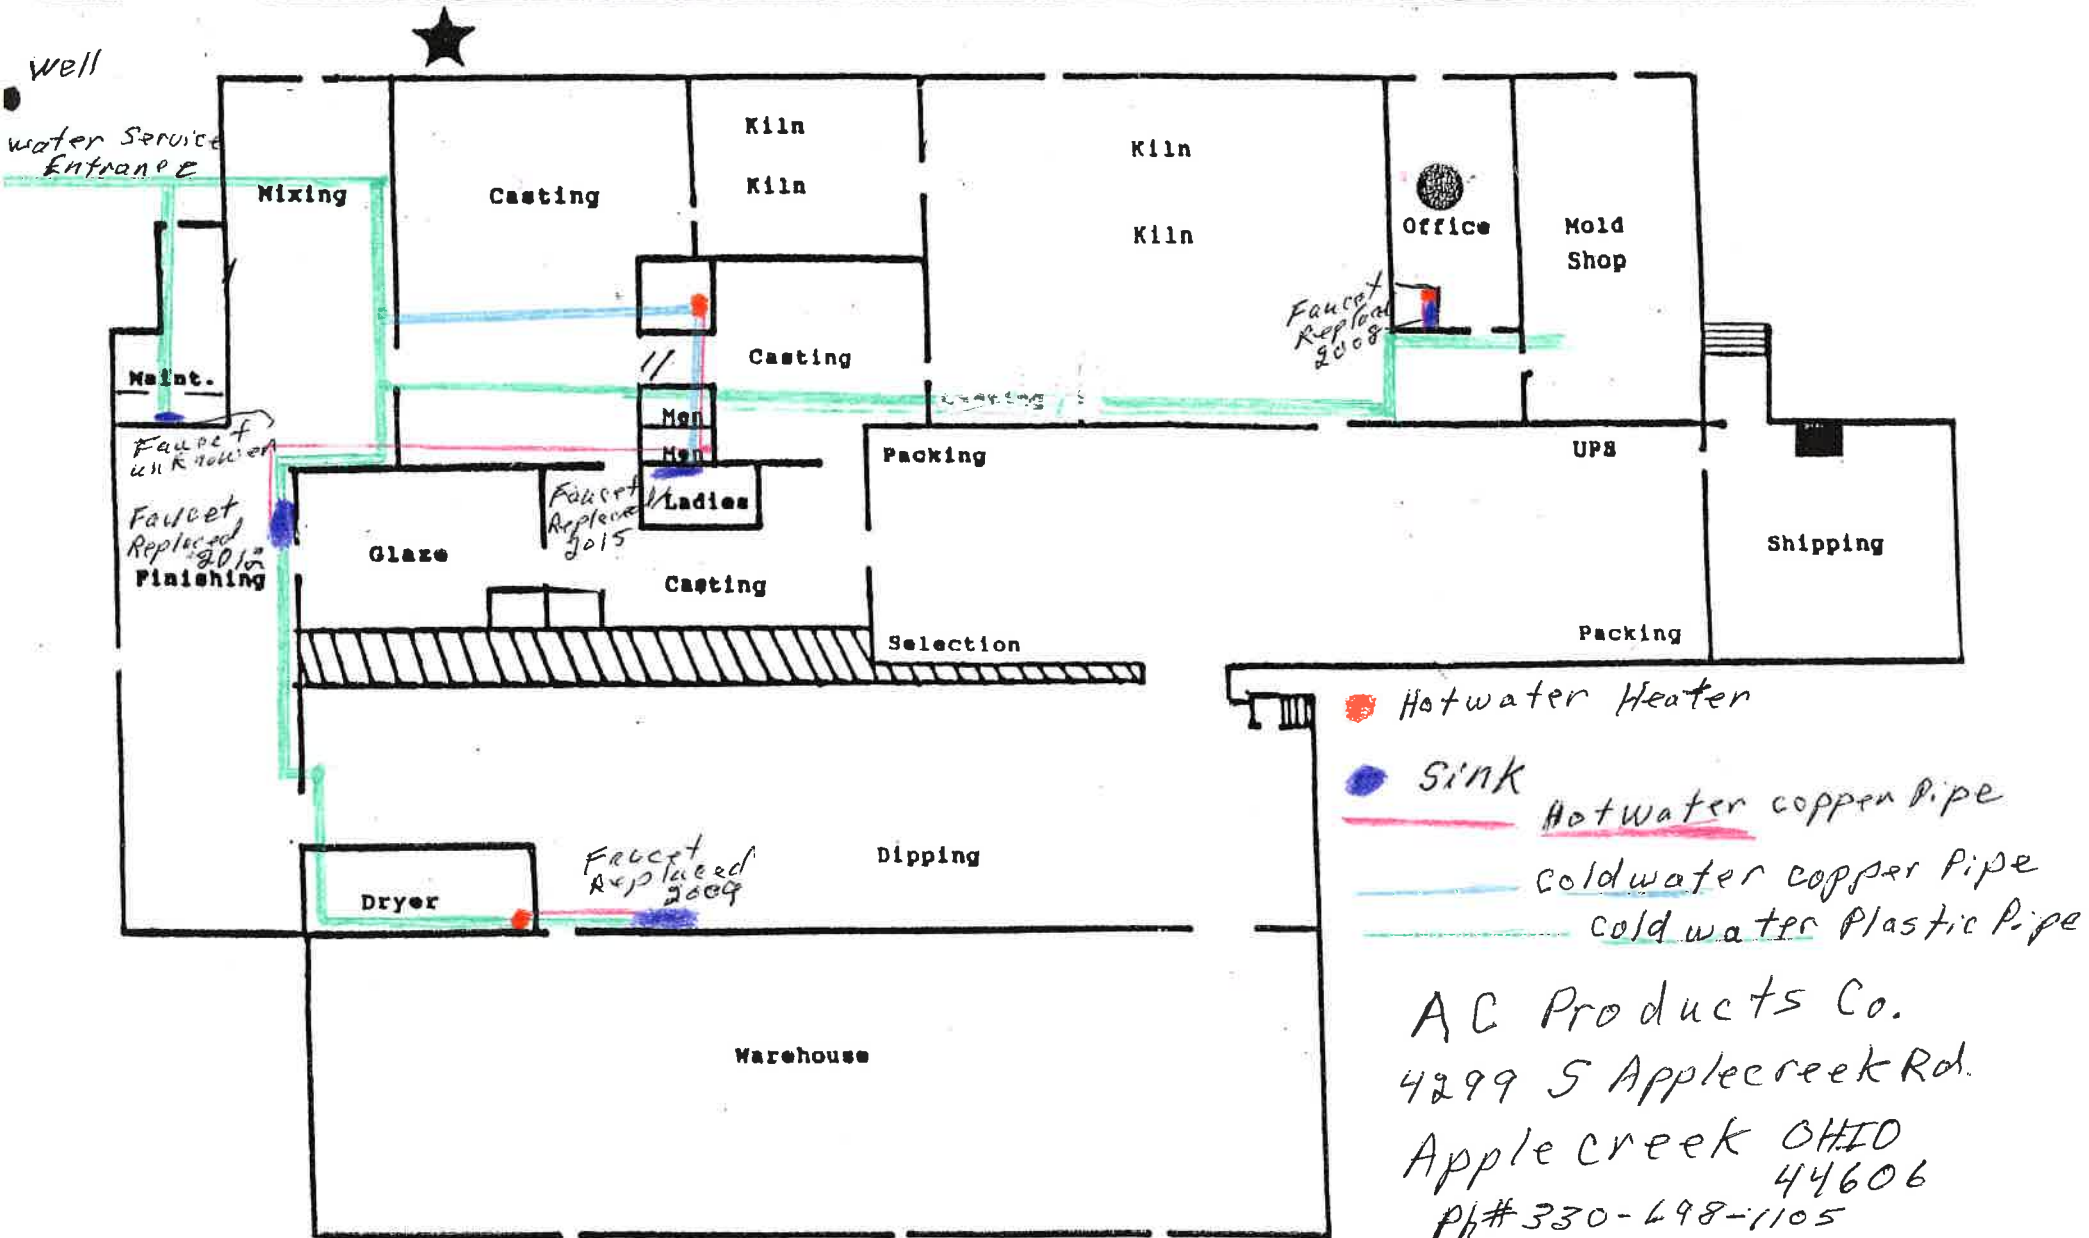 Well
water Service
Entrance
Mixing
Casting
Kiln
Kiln
Kiln
Kiln
Office
Mold
Shop
Faucet
Replaced
2008
Casting
Maint.
Men
Men
Ladies
Faucet
unknown
Faucet
Replaced
2012
Finishing
Glaze
Faucet
Replaced
2015
Casting
Packing
UPS
Shipping
Selection
Packing
Hotwater Heater
Sink
Hotwater copper Pipe
Coldwater copper Pipe
Cold water Plastic Pipe
Faucet
Replaced
2009
Dipping
Dryer
Warehouse
AC Products Co.
4299 S Applecreek Rd.
Apple creek OHIO
44606
Ph# 330-698-1105